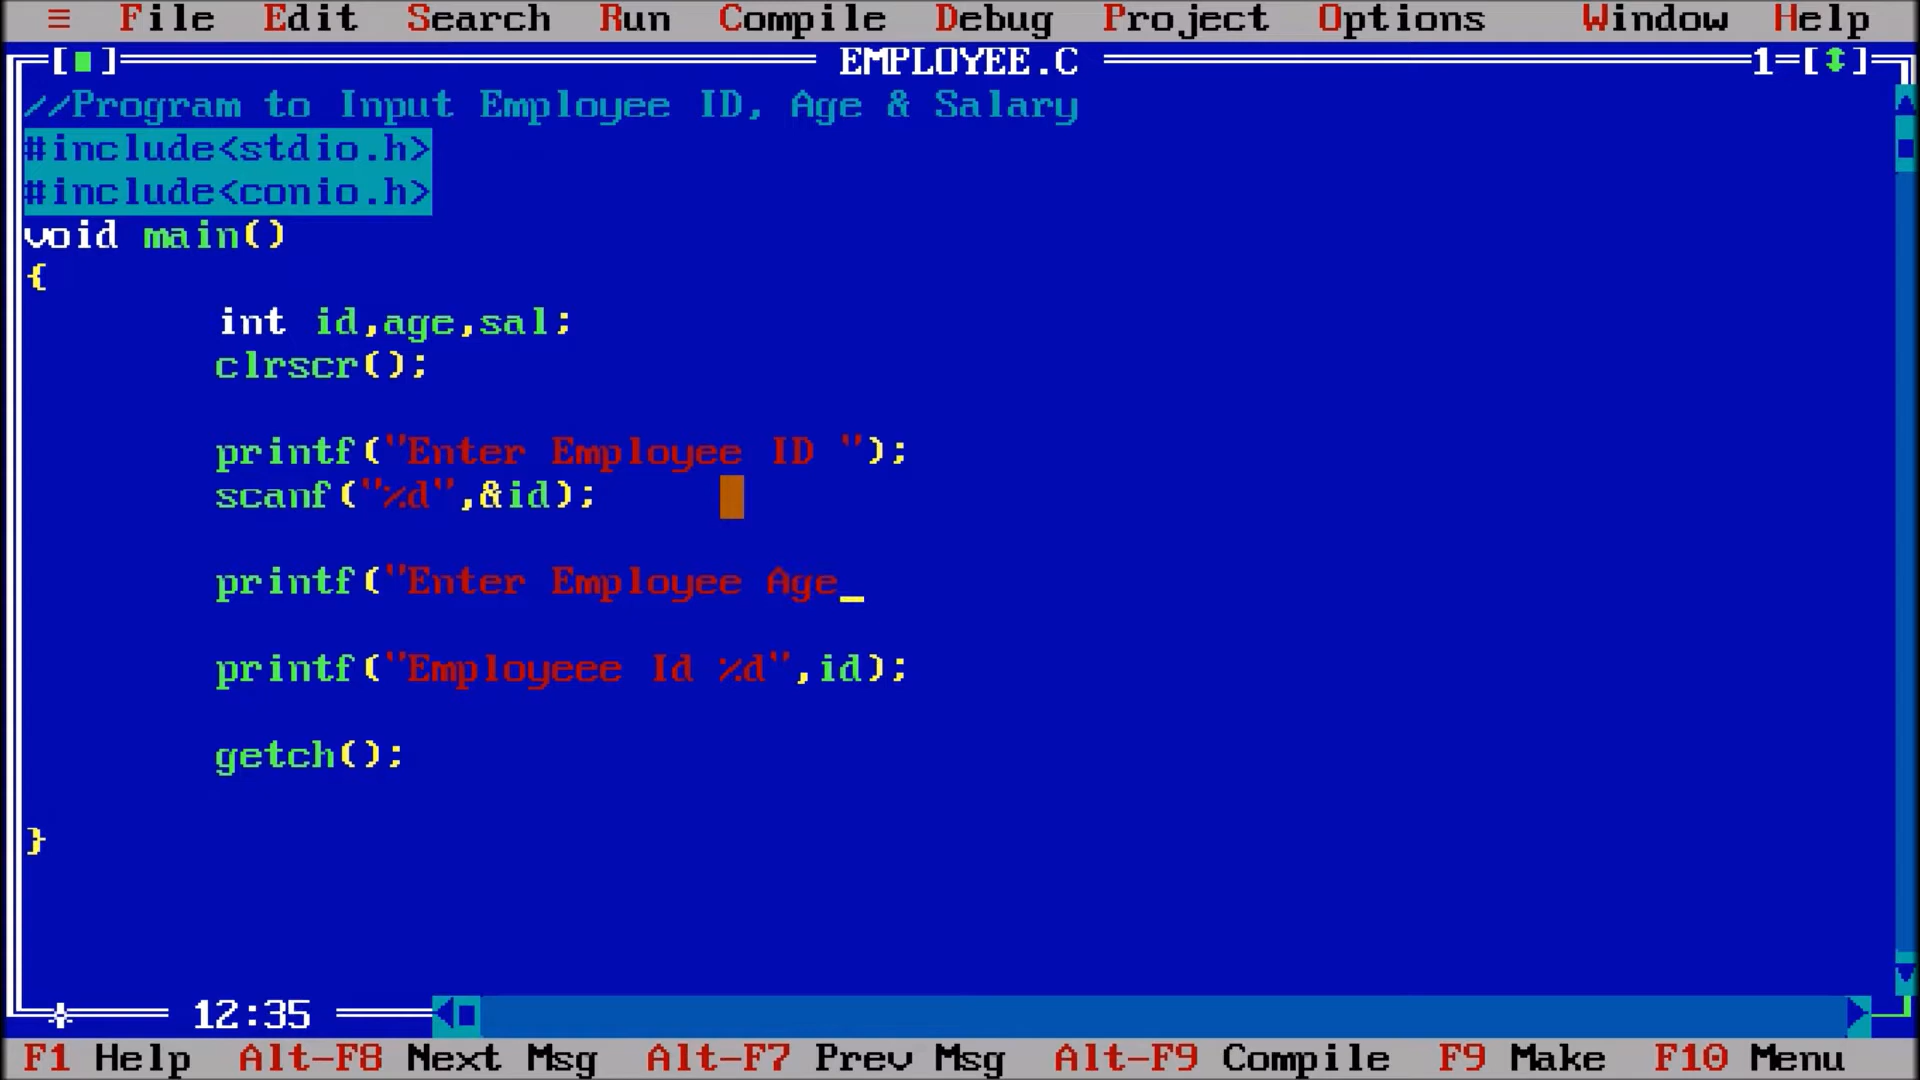 ≡ File Edit Search Run Compile Debug Project Options Window Help
[■] EMPLOYEE.C 1=[↕]
//Program to Input Employee ID, Age & Salary
#include<stdio.h>
#include<conio.h>
void main()
{
int id,age,sal;
clrscr();
printf("Enter Employee ID ");
scanf("%d",&id);
printf("Enter Employee Age_
printf("Employeee Id %d",id);
getch();
}
12:35
F1 Help Alt-F8 Next Msg Alt-F7 Prev Msg Alt-F9 Compile F9 Make F10 Menu